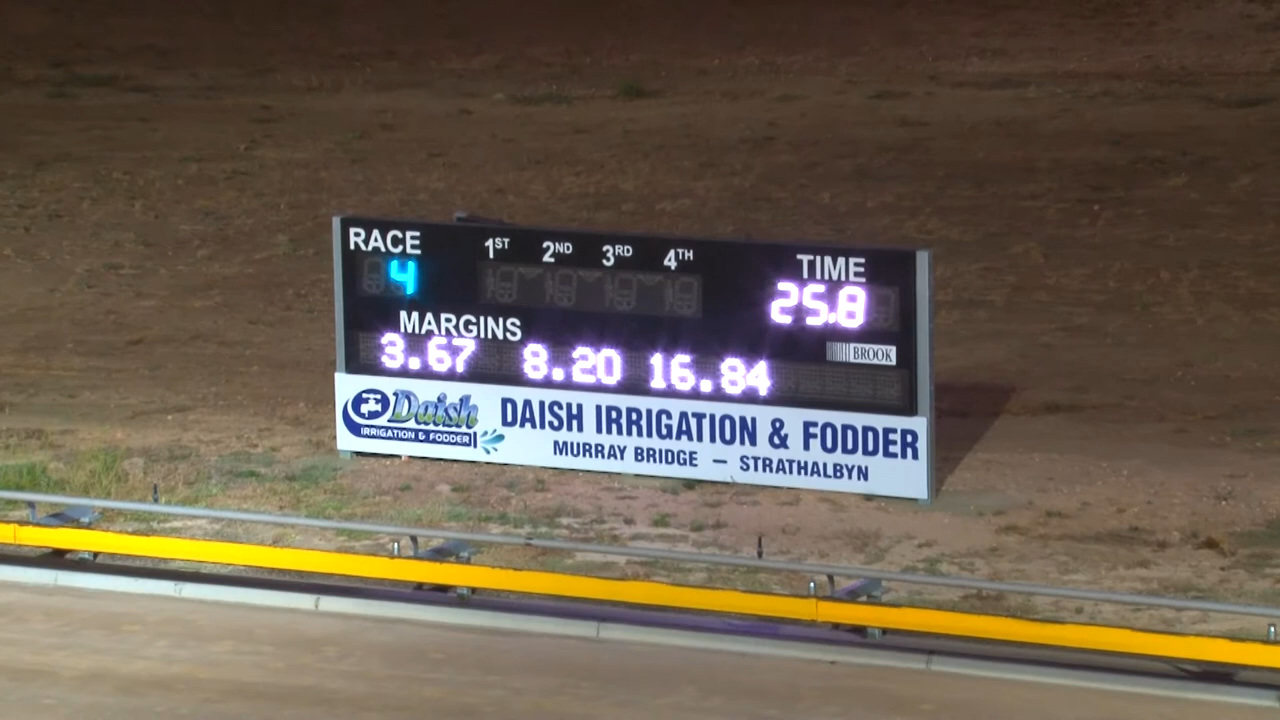 RACE 1ST 2ND 3RD 4TH TIME
4 25.8
MARGINS
BROOK
3.67 8.20 16.84
Daish
IRRIGATION & FODDER
DAISH IRRIGATION & FODDER
MURRAY BRIDGE — STRATHALBYN